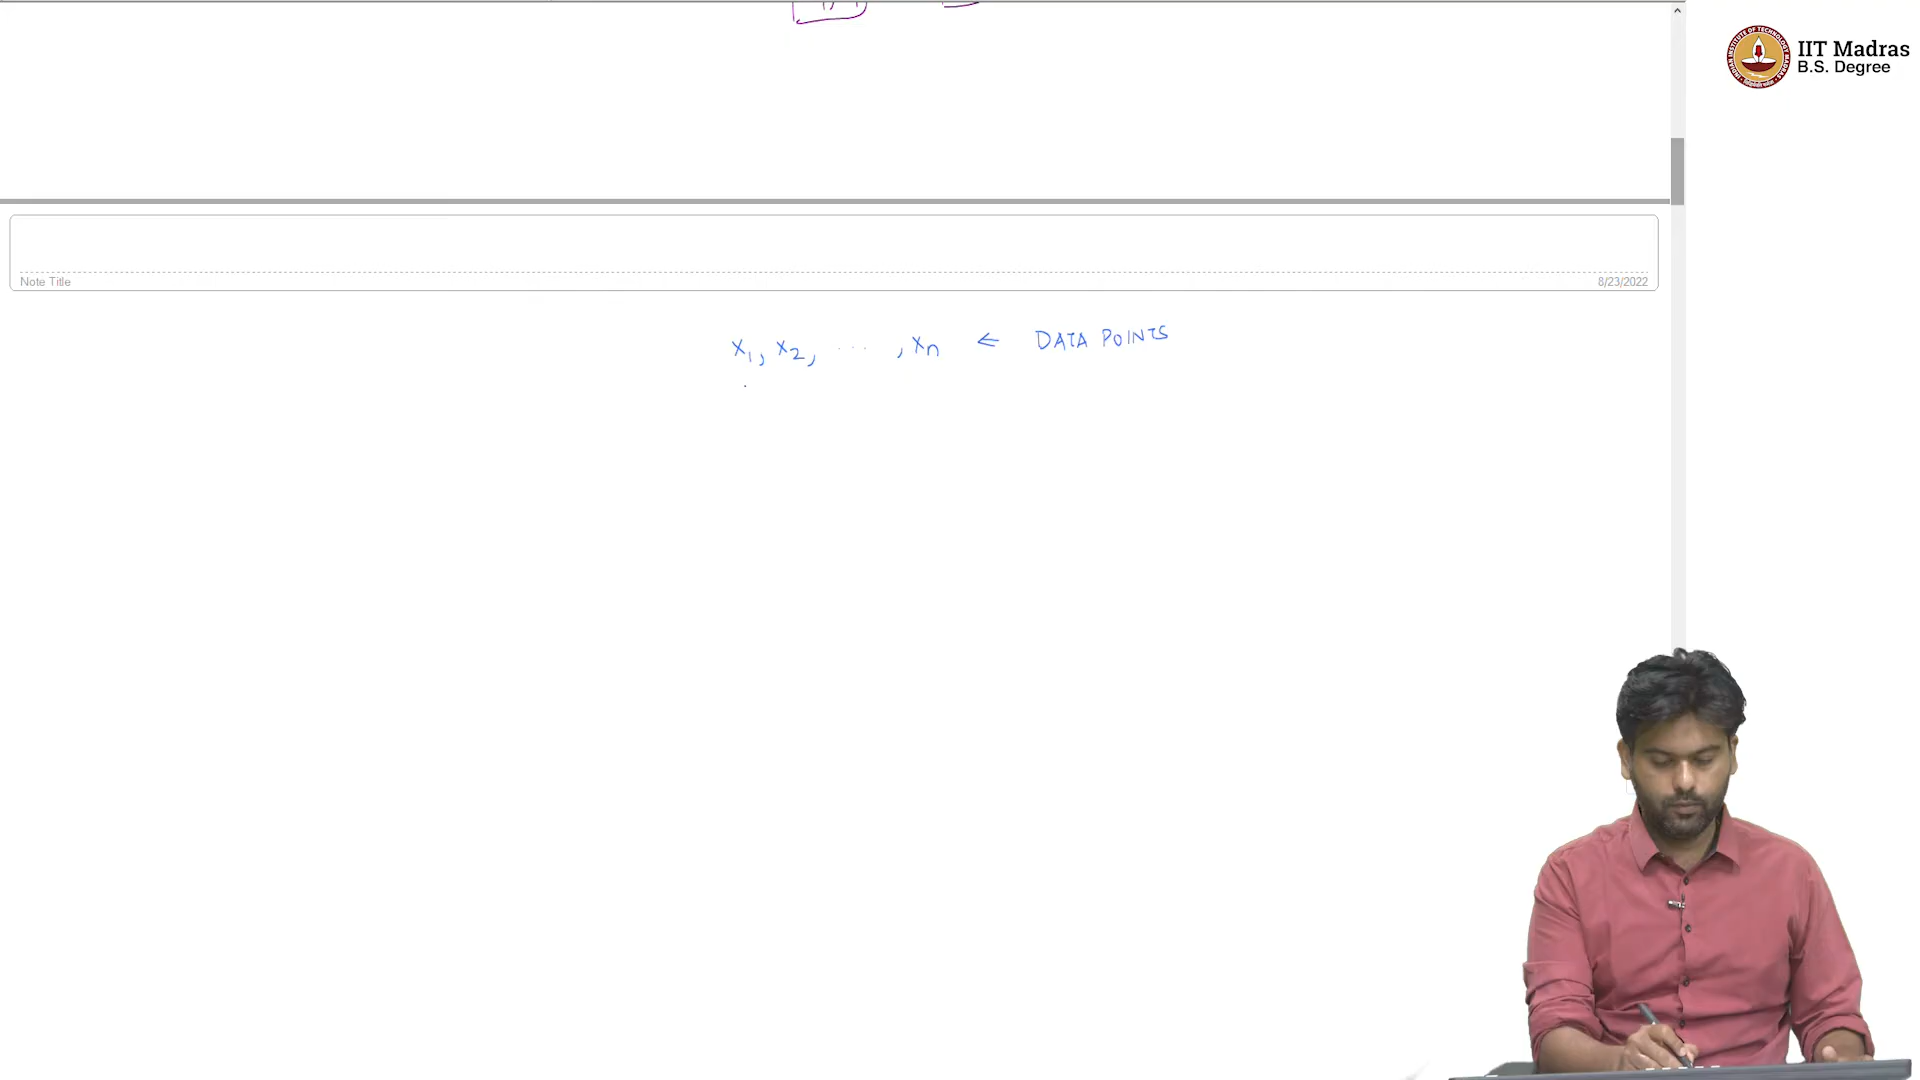 IIT Madras
B.S. Degree
Note Title
8/23/2022
x1, x2, ... , xn ← DATA POINTS